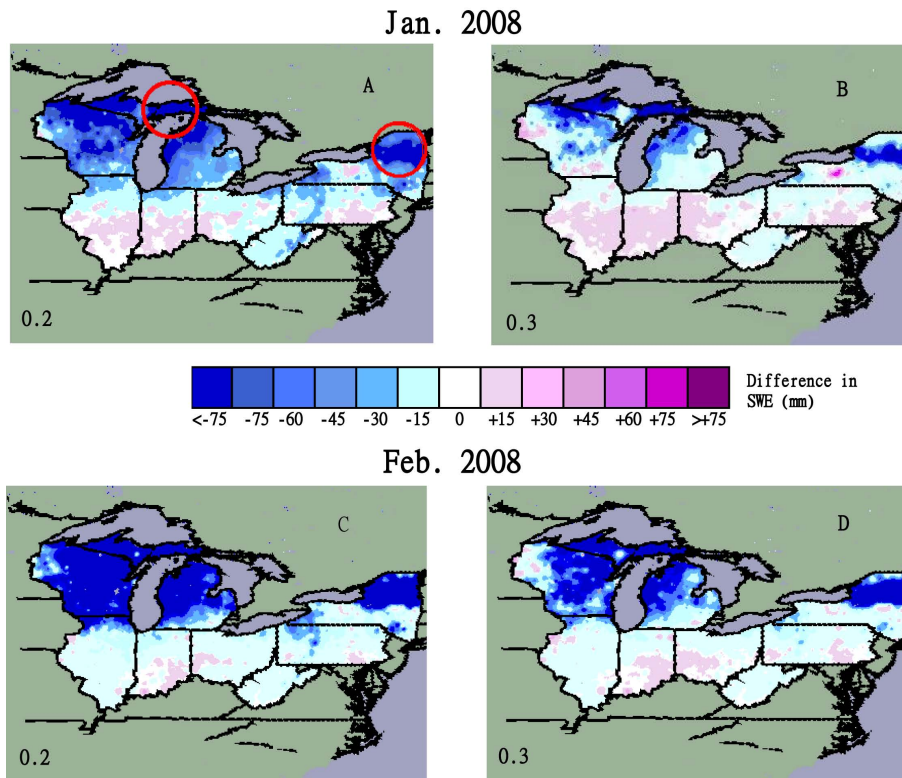 Jan. 2008
A
B
0.2
0.3
<-75 -75 -60 -45 -30 -15 0 +15 +30 +45 +60 +75 >+75
Difference in
SWE (mm)
Feb. 2008
C
D
0.2
0.3